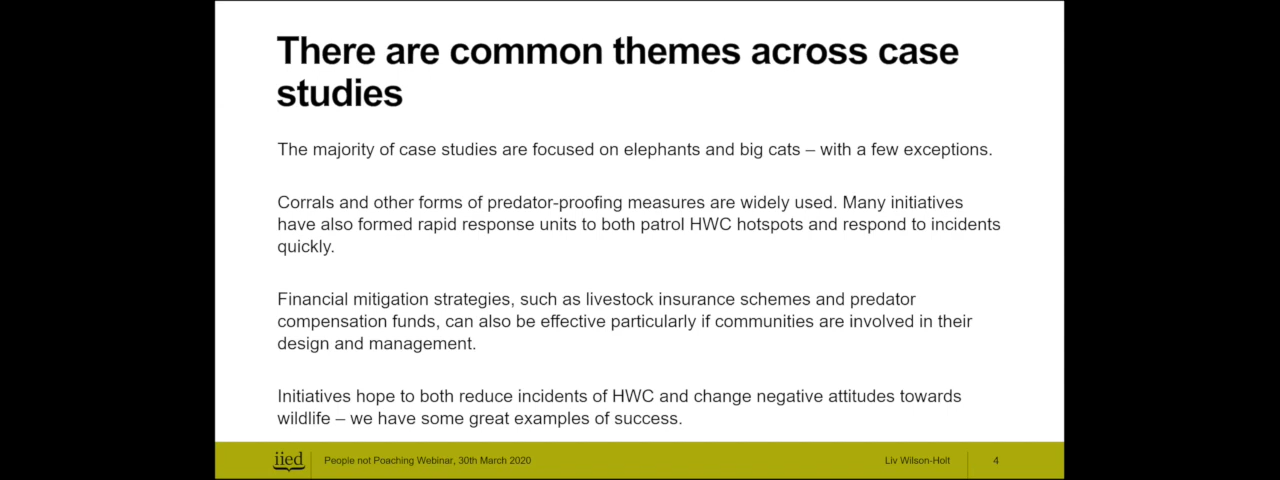 There are common themes across case
studies
The majority of case studies are focused on elephants and big cats – with a few exceptions.
Corrals and other forms of predator-proofing measures are widely used. Many initiatives
have also formed rapid response units to both patrol HWC hotspots and respond to incidents
quickly.
Financial mitigation strategies, such as livestock insurance schemes and predator
compensation funds, can also be effective particularly if communities are involved in their
design and management.
Initiatives hope to both reduce incidents of HWC and change negative attitudes towards
wildlife – we have some great examples of success.
iied People not Poaching Webinar, 30th March 2020 Liv Wilson-Holt 4